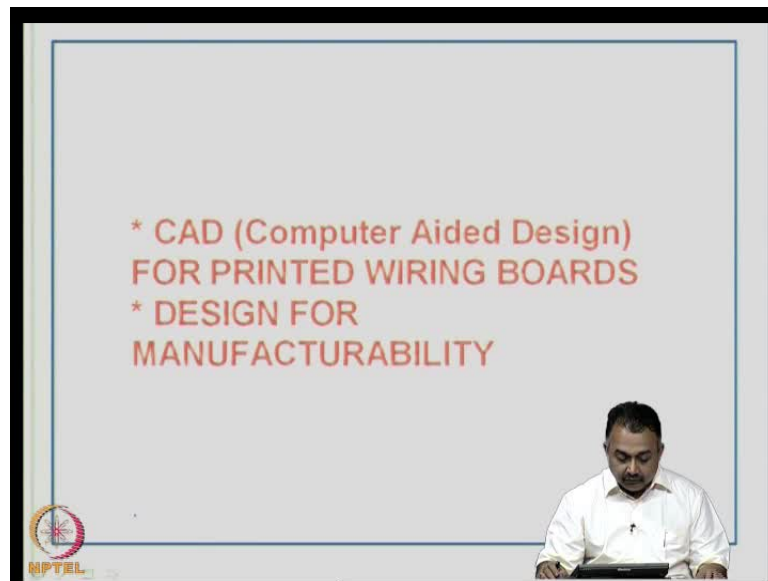 * CAD (Computer Aided Design)
FOR PRINTED WIRING BOARDS
* DESIGN FOR
MANUFACTURABILITY
NPTEL